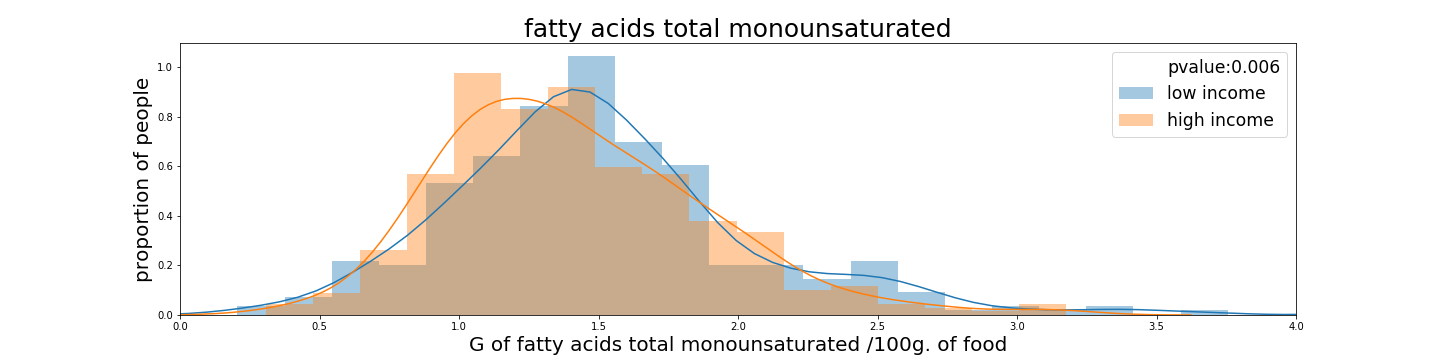 fatty acids total monounsaturated
pvalue:0.006
low income
high income
proportion of people
1.0
0.8
0.6
0.4
0.2
0.0
0.0 0.5 1.0 1.5 2.0 2.5 3.0 3.5 4.0
G of fatty acids total mounsaturated /100g. of food